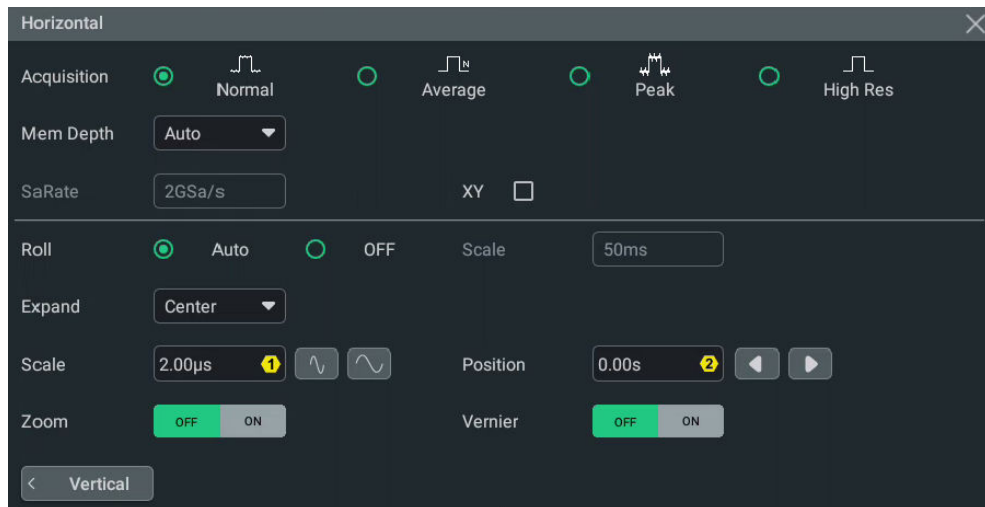 Horizontal
Acquisition Normal N Average Peak High Res
Mem Depth Auto
SaRate 2GSa/s XY
Roll Auto OFF Scale 50ms
Expand Center
Scale 2.00µs 1 Position 0.00s 2
Zoom OFF ON Vernier OFF ON
< Vertical